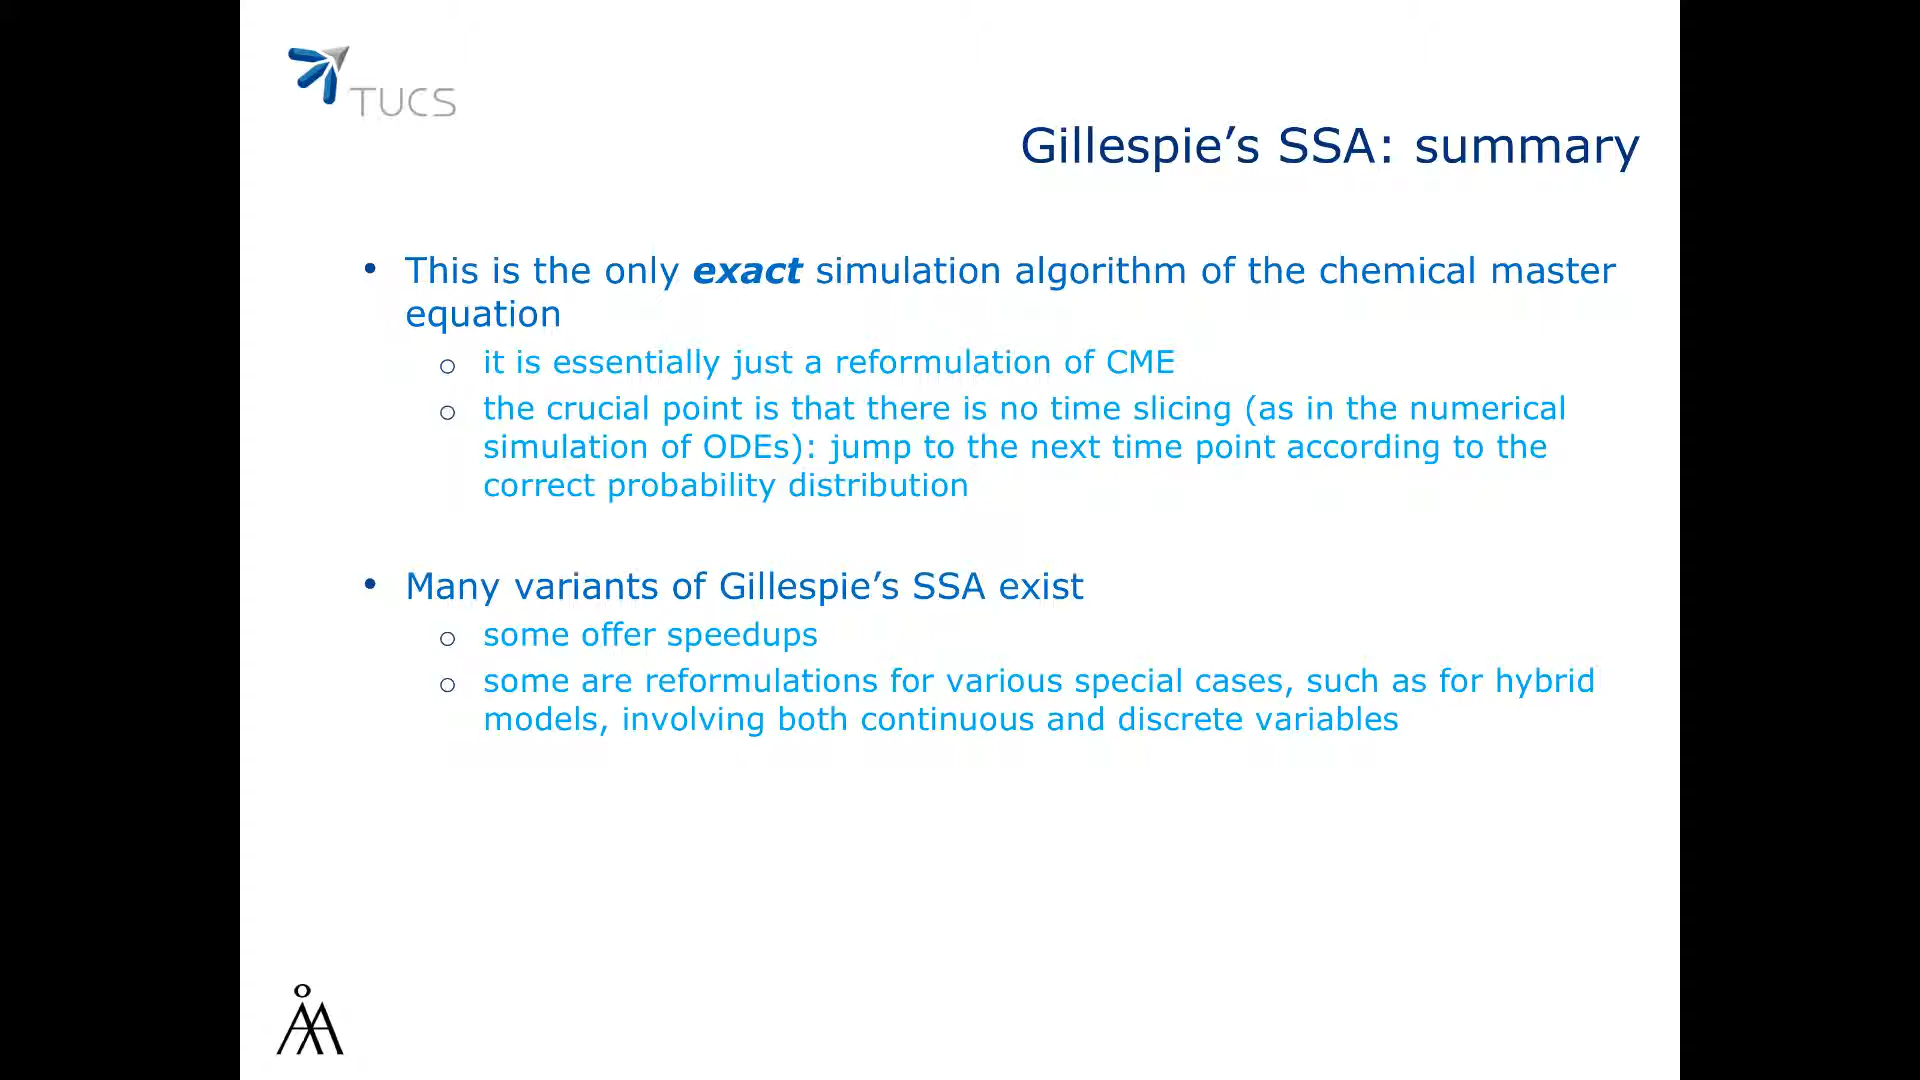 TUCS
Gillespie’s SSA: summary
• This is the only exact simulation algorithm of the chemical master
equation
o it is essentially just a reformulation of CME
o the crucial point is that there is no time slicing (as in the numerical
simulation of ODEs): jump to the next time point according to the
correct probability distribution
• Many variants of Gillespie’s SSA exist
o some offer speedups
o some are reformulations for various special cases, such as for hybrid
models, involving both continuous and discrete variables